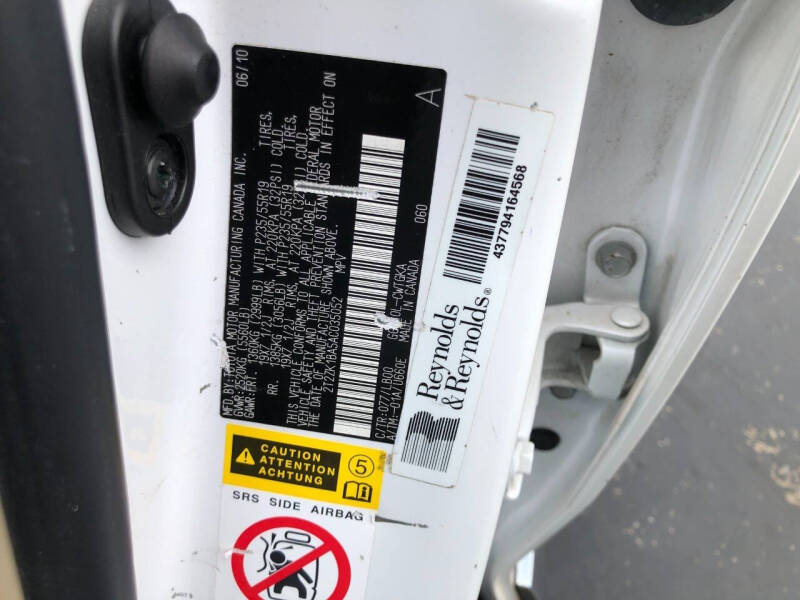 MFD.BY:TOYOTA MOTOR MANUFACTURING CANADA INC. 06/10
GVWR:2520KG (5560LB)
GAWR:FRT. 1360KG (2999LB) WITH P235/55R19 TIRES,
19X7 1/2J RIMS, AT 220KPA (32PSI) COLD.
RR. 1385KG (3056LB) WITH P235/55R19 TIRES,
19X7 1/2J RIMS, AT 220KPA (32PSI) COLD.
THIS VEHICLE CONFORMS TO ALL APPLICABLE FEDERAL MOTOR
VEHICLE SAFETY AND THEFT PREVENTION STANDARDS IN EFFECT ON
THE DATE OF MANUFACTURE SHOWN ABOVE.
2T2ZK1BA5AC035052 MPV
C/TR:077/LB00 060 A
A/TM:-01A/U660E MADE IN CANADA
Reynolds
& Reynolds®
437794164568
CAUTION
ATTENTION
ACHTUNG
5
SRS SIDE AIRBAG